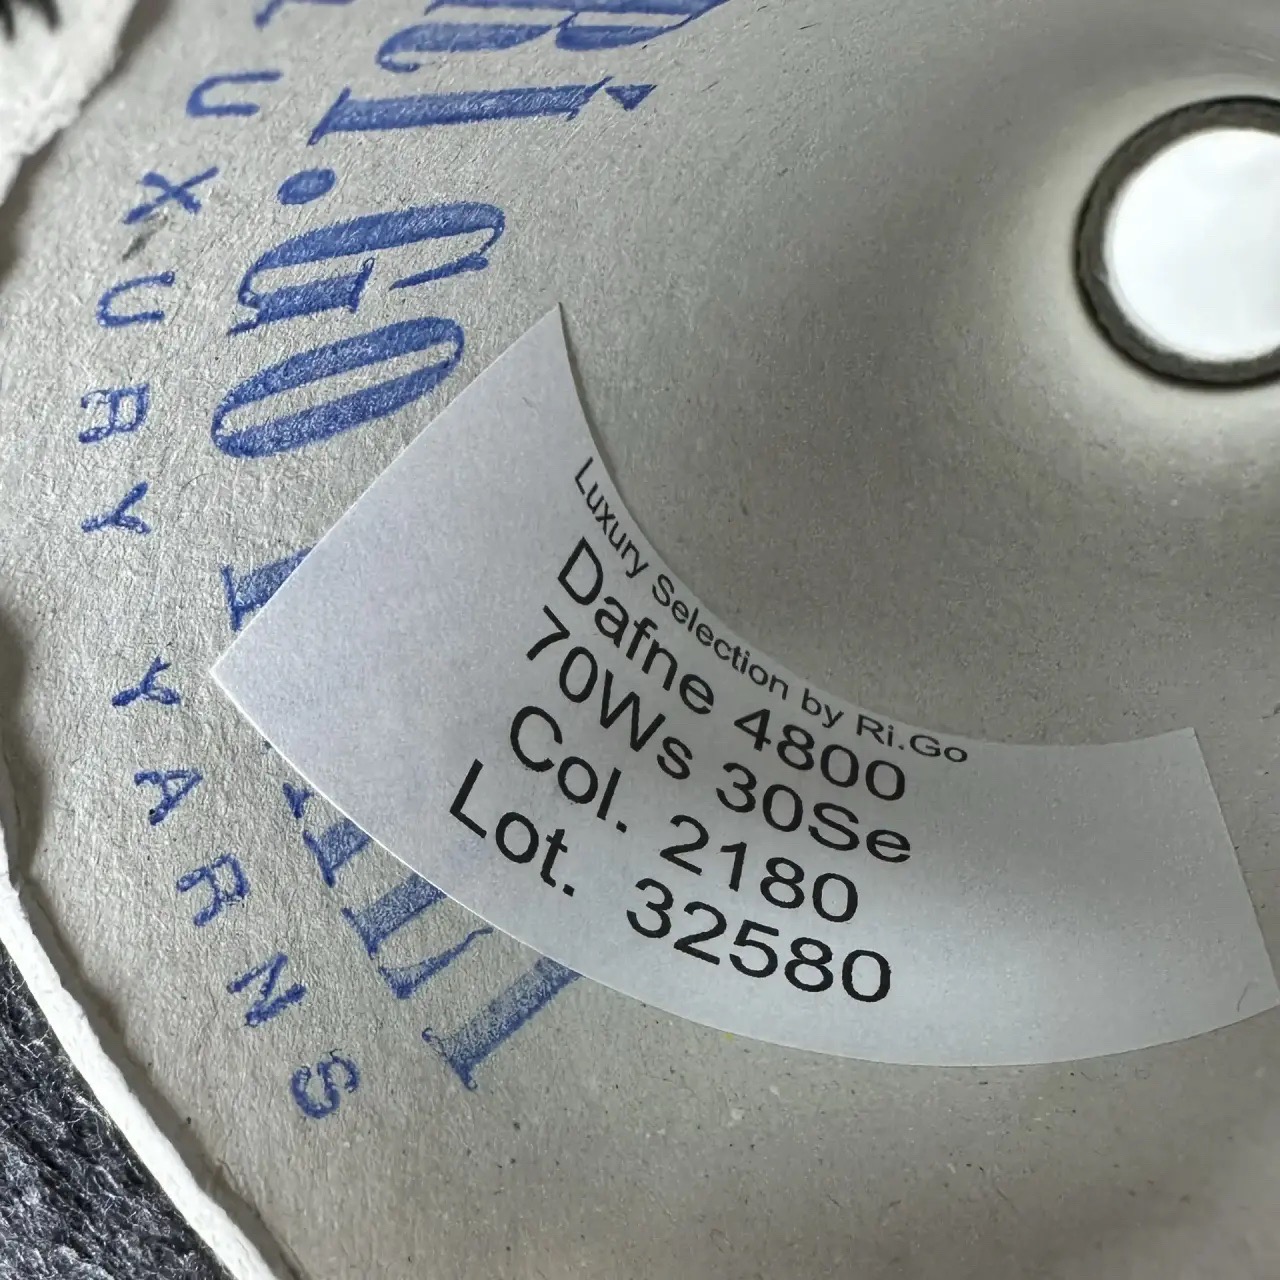 Ri.Go
LUXURY YARNS
Luxury Selection by Ri.Go
Dafne 4800
70Ws 30Se
Col. 2180
Lot. 32580